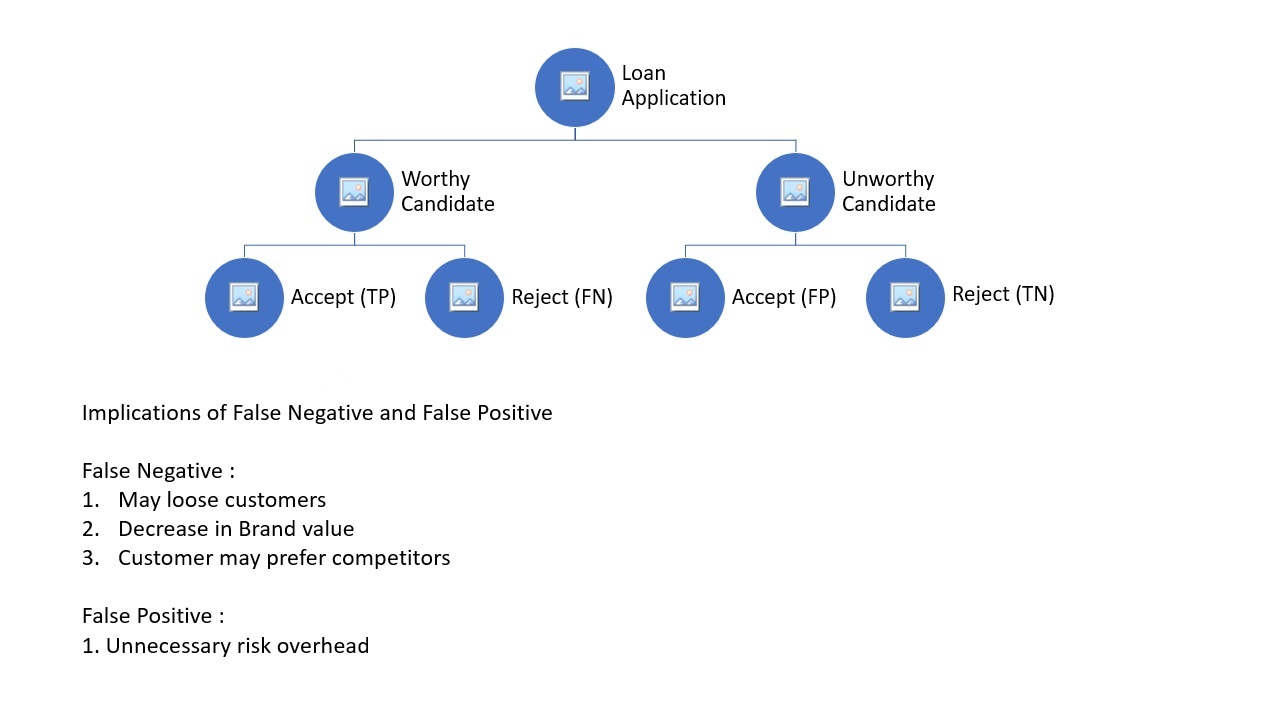 Loan
Application
Worthy
Candidate
Unworthy
Candidate
Accept (TP)
Reject (FN)
Accept (FP)
Reject (TN)
Implications of False Negative and False Positive
False Negative :
1. May loose customers
2. Decrease in Brand value
3. Customer may prefer competitors
False Positive :
1. Unnecessary risk overhead